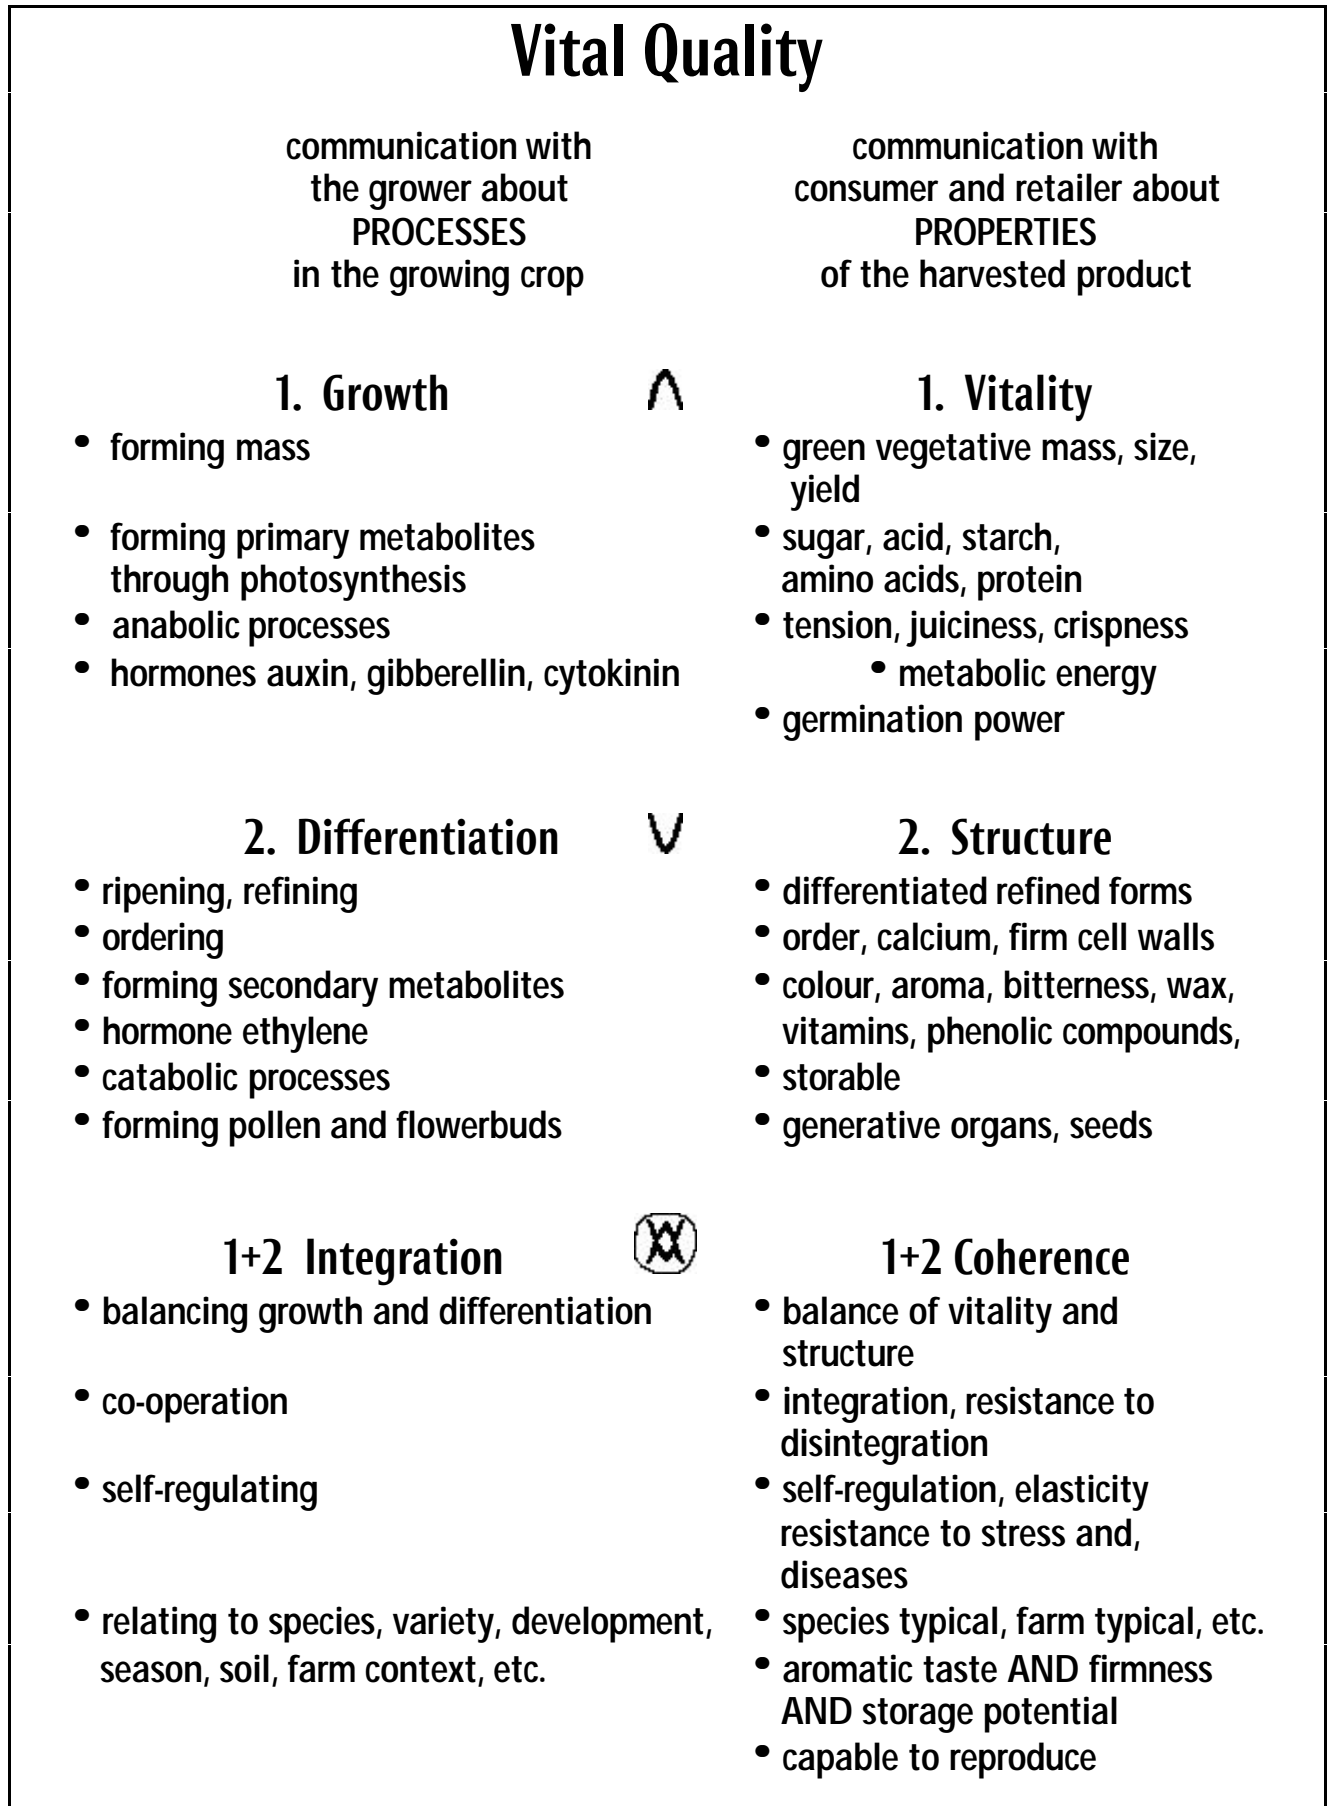 Vital Quality
communication with
the grower about
PROCESSES
in the growing crop
communication with
consumer and retailer about
PROPERTIES
of the harvested product
1. Growth
• forming mass
• forming primary metabolites
through photosynthesis
• anabolic processes
• hormones auxin, gibberellin, cytokinin
1. Vitality
• green vegetative mass, size,
yield
• sugar, acid, starch,
amino acids, protein
• tension, juiciness, crispness
• metabolic energy
• germination power
2. Differentiation
• ripening, refining
• ordering
• forming secondary metabolites
• hormone ethylene
• catabolic processes
• forming pollen and flowerbuds
2. Structure
• differentiated refined forms
• order, calcium, firm cell walls
• colour, aroma, bitterness, wax,
vitamins, phenolic compounds,
• storable
• generative organs, seeds
1+2 Integration
• balancing growth and differentiation
• co-operation
• self-regulating
• relating to species, variety, development,
season, soil, farm context, etc.
1+2 Coherence
• balance of vitality and
structure
• integration, resistance to
disintegration
• self-regulation, elasticity
resistance to stress and,
diseases
• species typical, farm typical, etc.
• aromatic taste AND firmness
AND storage potential
• capable to reproduce